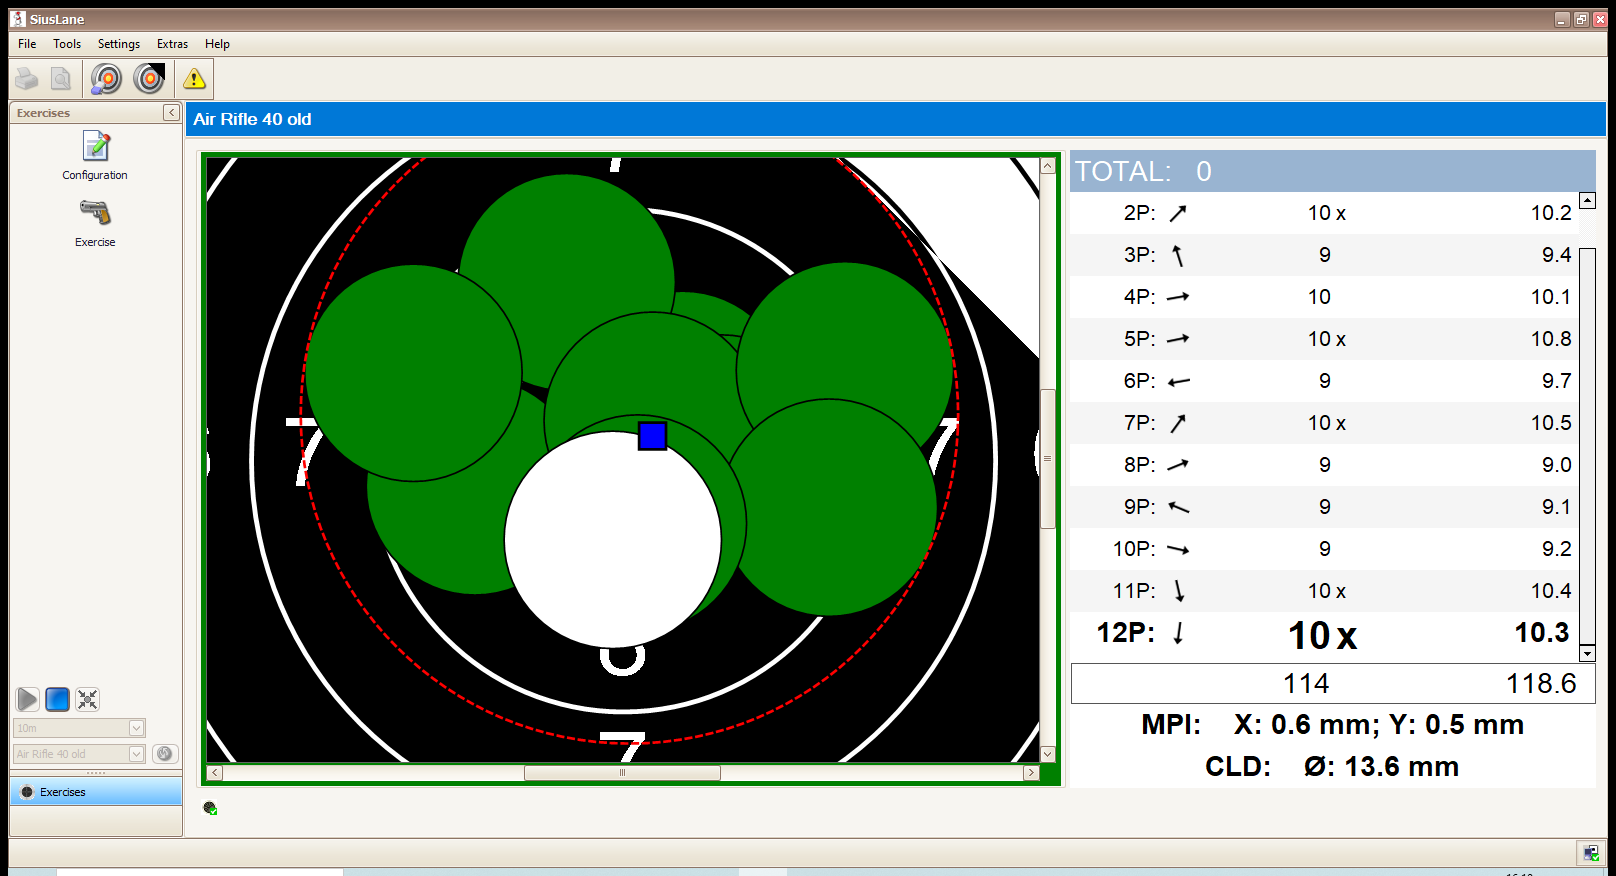 SiusLane
File Tools Settings Extras Help
Exercises
Configuration
Exercise
10m
Air Rifle 40 old
Exercises
Air Rifle 40 old
7
7
7
8
TOTAL: 0
2P: 10 x 10.2
3P: 9 9.4
4P: 10 10.1
5P: 10 x 10.8
6P: 9 9.7
7P: 10 x 10.5
8P: 9 9.0
9P: 9 9.1
10P: 9 9.2
11P: 10 x 10.4
12P: 10 x 10.3
114 118.6
MPI: X: 0.6 mm; Y: 0.5 mm
CLD: Ø: 13.6 mm